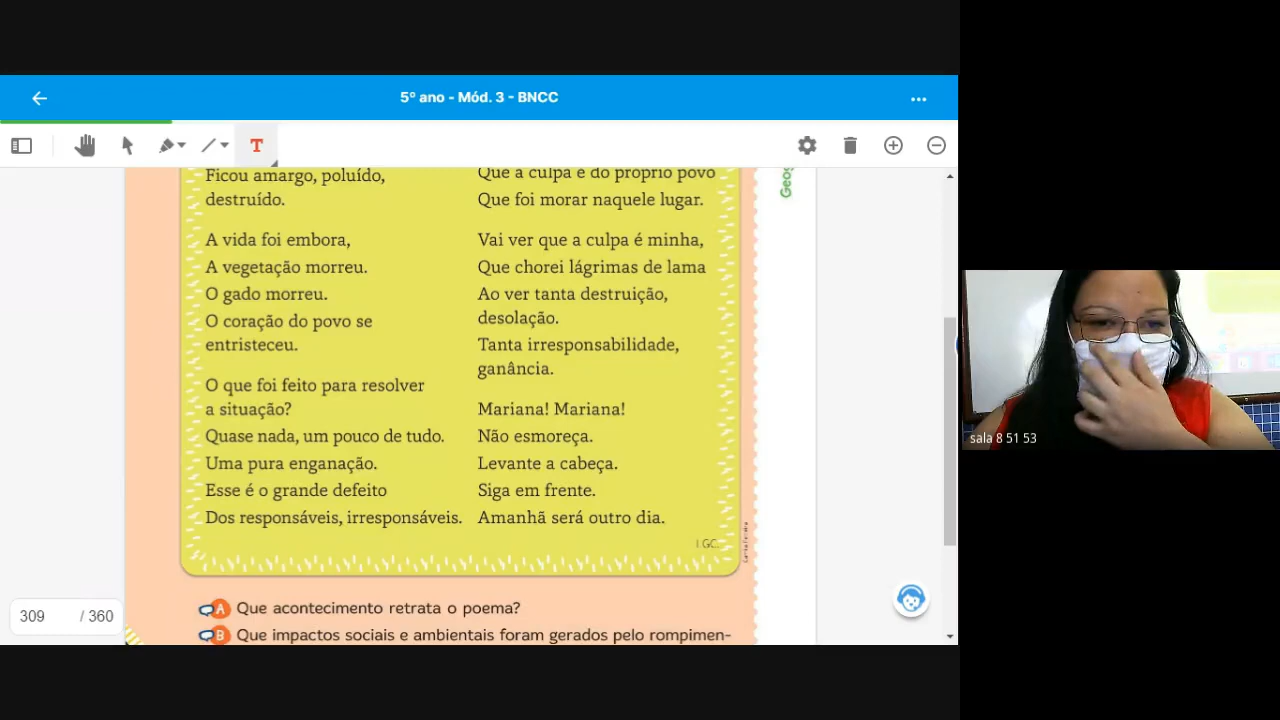 5º ano - Mód. 3 - BNCC
T
Ficou amargo, poluído,
destruído.
A vida foi embora,
A vegetação morreu.
O gado morreu.
O coração do povo se
entristeceu.
O que foi feito para resolver
a situação?
Quase nada, um pouco de tudo.
Uma pura enganação.
Esse é o grande defeito
Dos responsáveis, irresponsáveis.
Que a culpa é do próprio povo
Que foi morar naquele lugar.
Vai ver que a culpa é minha,
Que chorei lágrimas de lama
Ao ver tanta destruição,
desolação.
Tanta irresponsabilidade,
ganância.
Mariana! Mariana!
Não esmoreça.
Levante a cabeça.
Siga em frente.
Amanhã será outro dia.
I GC.
Geog
A Que acontecimento retrata o poema?
B Que impactos sociais e ambientais foram gerados pelo rompimen-
309 / 360
sala 8 51 53